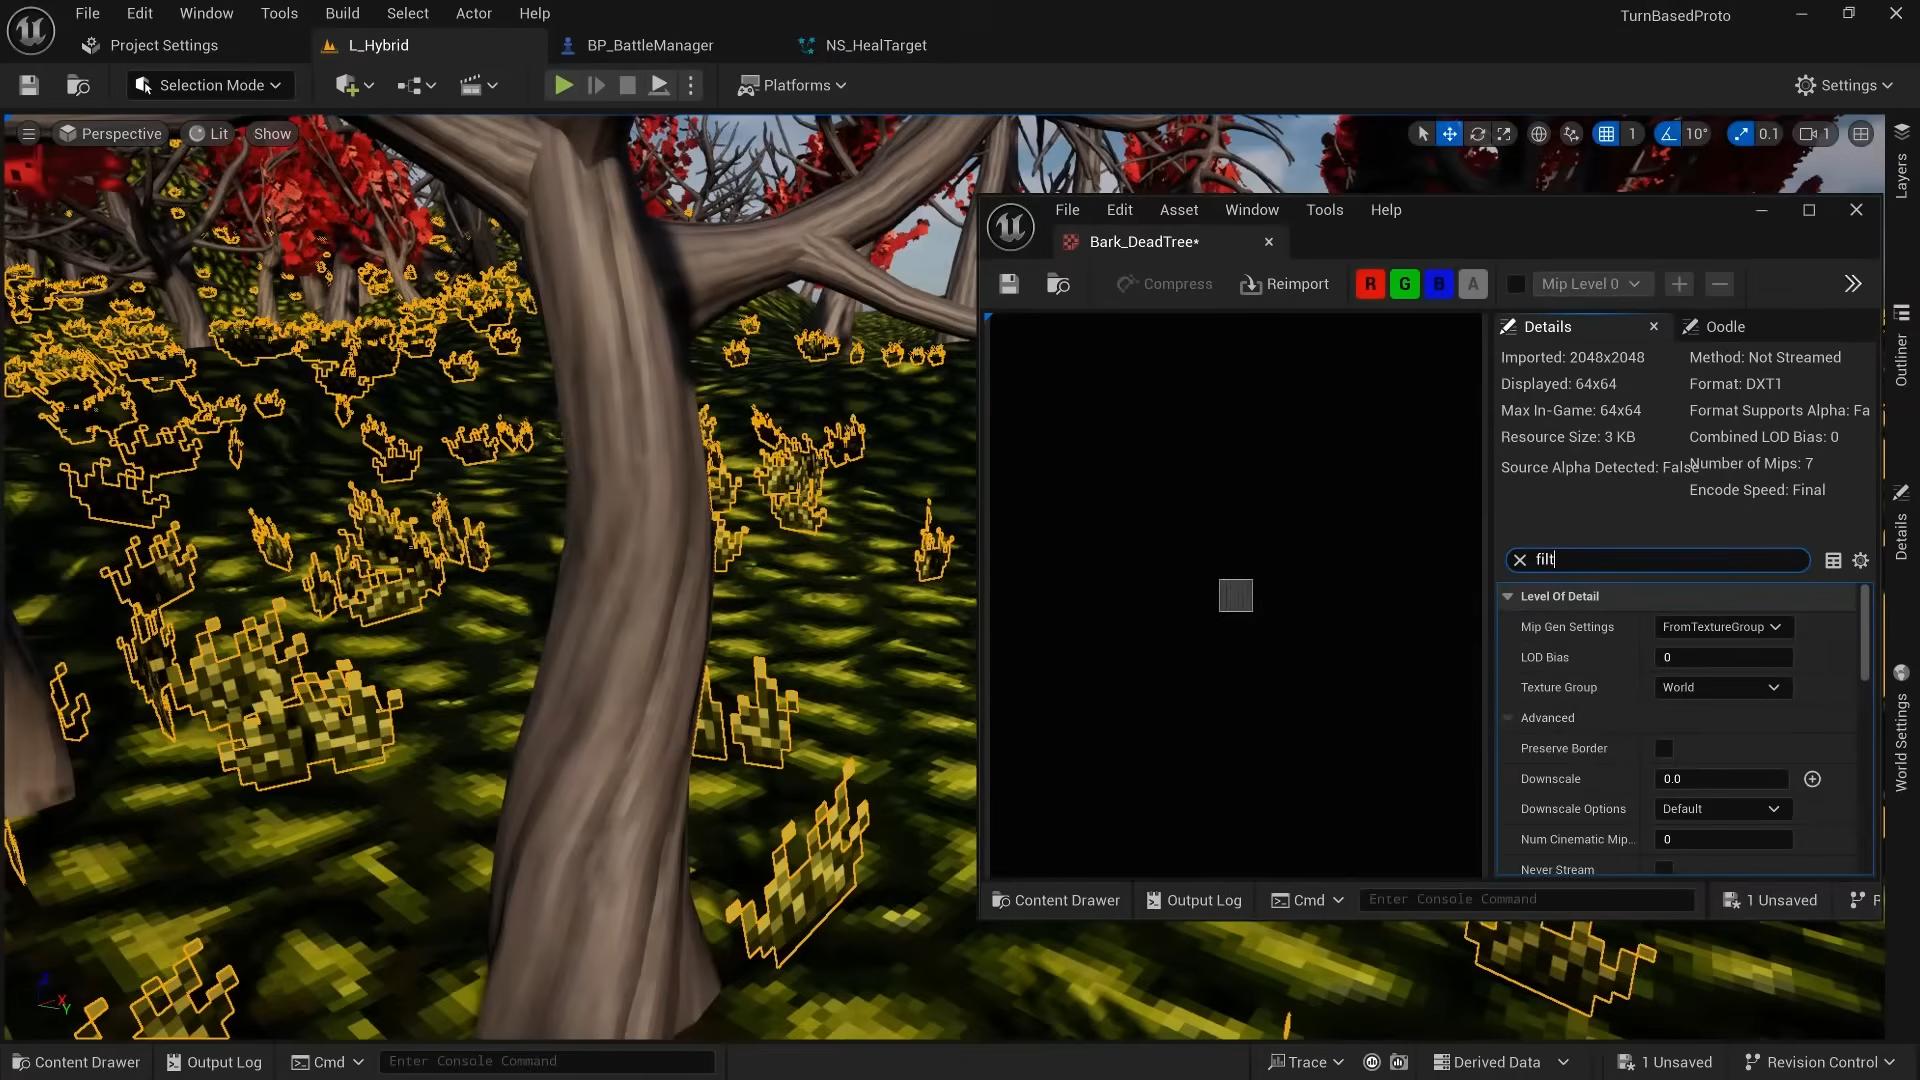 File Edit Window Tools Build Select Actor Help
TurnBasedProto
Project Settings
L_Hybrid
BP_BattleManager
NS_HealTarget
Selection Mode
Platforms
Settings
Perspective
Lit
Show
1
10°
0.1
1
Layers
Outliner
Details
World Settings
File Edit Asset Window Tools Help
Bark_DeadTree*
Compress
Reimport
R G B A
Mip Level 0
Details
Oodle
Imported: 2048x2048
Method: Not Streamed
Displayed: 64x64
Format: DXT1
Max In-Game: 64x64
Format Supports Alpha: Fa
Resource Size: 3 KB
Combined LOD Bias: 0
Source Alpha Detected: False
Number of Mips: 7
Encode Speed: Final
filt
Level Of Detail
Mip Gen Settings
FromTextureGroup
LOD Bias
0
Texture Group
World
Advanced
Preserve Border
Downscale
0.0
Downscale Options
Default
Num Cinematic Mip...
0
Never Stream
Content Drawer
Output Log
Cmd
Enter Console Command
1 Unsaved
R
X
Y
Content Drawer
Output Log
Cmd
Enter Console Command
Trace
Derived Data
1 Unsaved
Revision Control